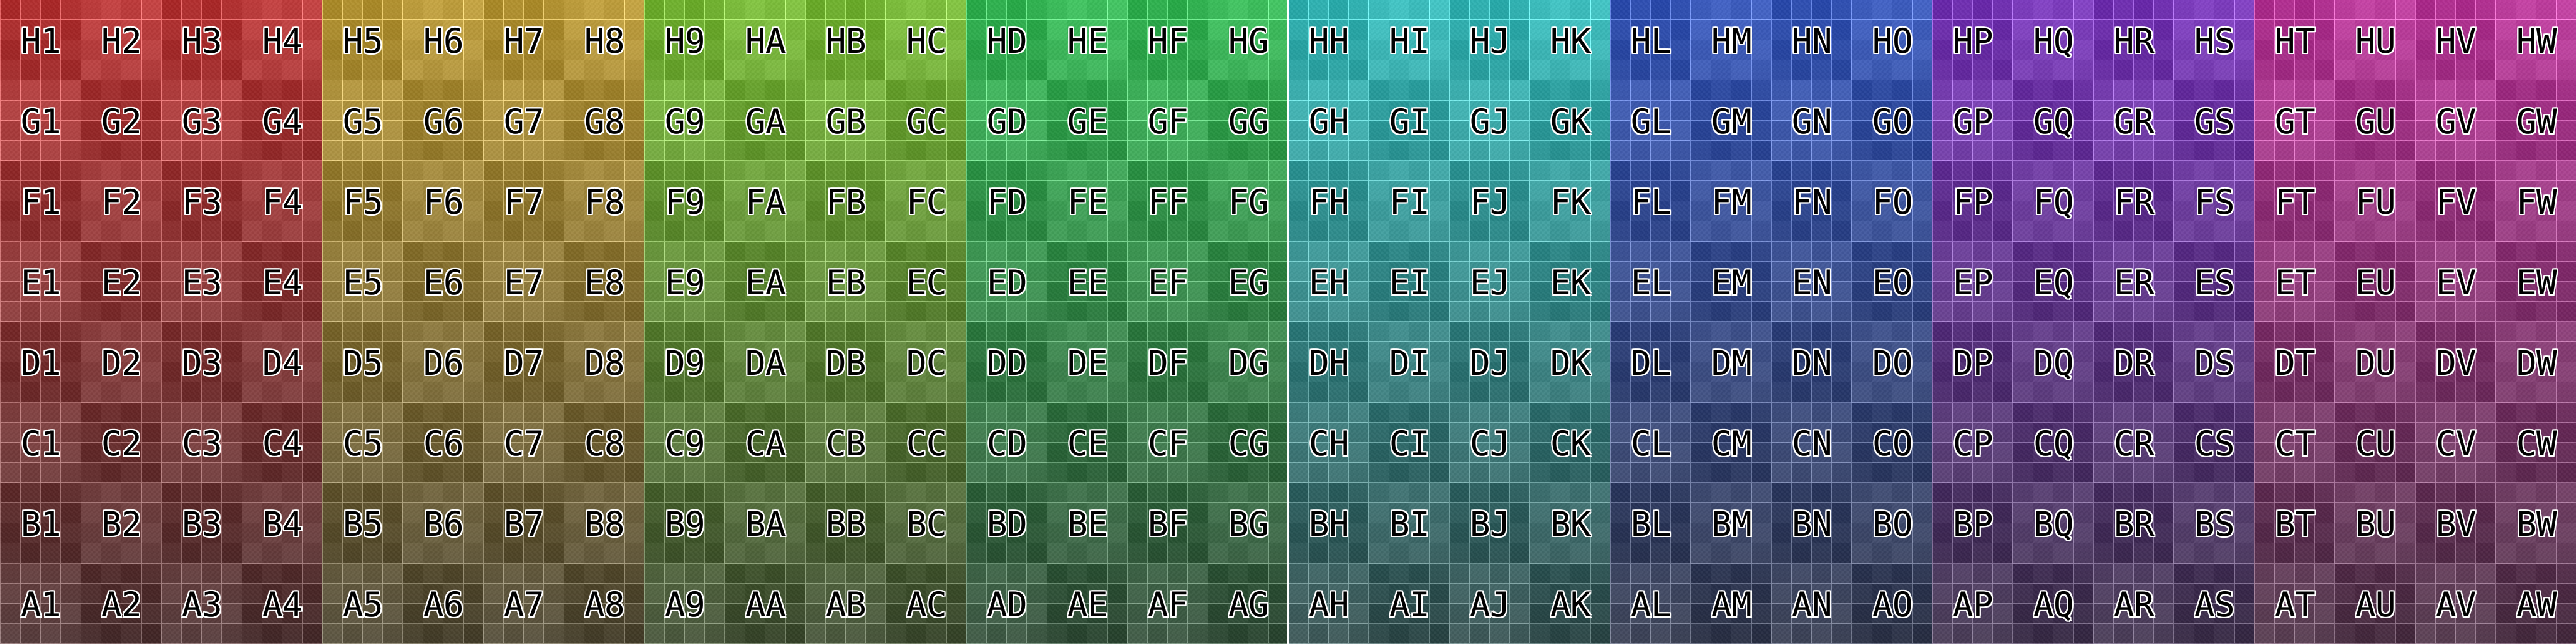 H1 H2 H3 H4 H5 H6 H7 H8 H9 HA HB HC HD HE HF HG HH HI HJ HK HL HM HN HO HP HQ HR HS HT HU HV HW
G1 G2 G3 G4 G5 G6 G7 G8 G9 GA GB GC GD GE GF GG GH GI GJ GK GL GM GN GO GP GQ GR GS GT GU GV GW
F1 F2 F3 F4 F5 F6 F7 F8 F9 FA FB FC FD FE FF FG FH FI FJ FK FL FM FN FO FP FQ FR FS FT FU FV FW
E1 E2 E3 E4 E5 E6 E7 E8 E9 EA EB EC ED EE EF EG EH EI EJ EK EL EM EN EO EP EQ ER ES ET EU EV EW
D1 D2 D3 D4 D5 D6 D7 D8 D9 DA DB DC DD DE DF DG DH DI DJ DK DL DM DN DO DP DQ DR DS DT DU DV DW
C1 C2 C3 C4 C5 C6 C7 C8 C9 CA CB CC CD CE CF CG CH CI CJ CK CL CM CN CO CP CQ CR CS CT CU CV CW
B1 B2 B3 B4 B5 B6 B7 B8 B9 BA BB BC BD BE BF BG BH BI BJ BK BL BM BN BO BP BQ BR BS BT BU BV BW
A1 A2 A3 A4 A5 A6 A7 A8 A9 AA AB AC AD AE AF AG AH AI AJ AK AL AM AN AO AP AQ AR AS AT AU AV AW